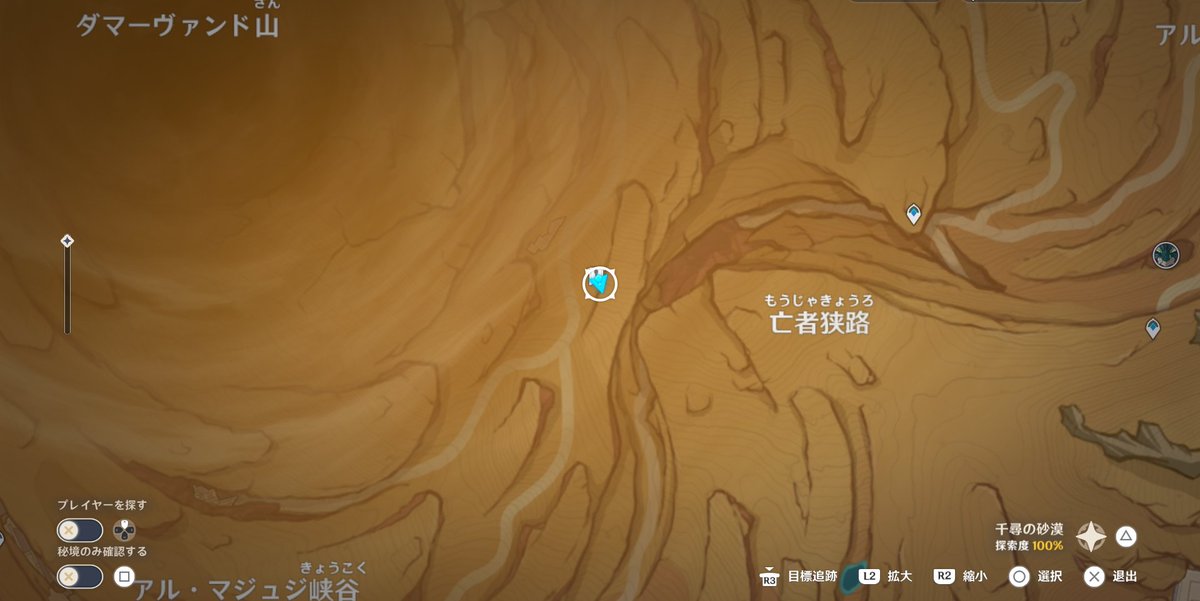 さん
ダマーヴァンド山
アル
もうじゃきょうろ
亡者狭路
プレイヤーを探す
秘境のみ確認する
きょうこく
アル・マジュジ峡谷
千尋の砂漠
探索度 100%
R3 目標追跡 L2 拡大 R2 縮小 選択 退出